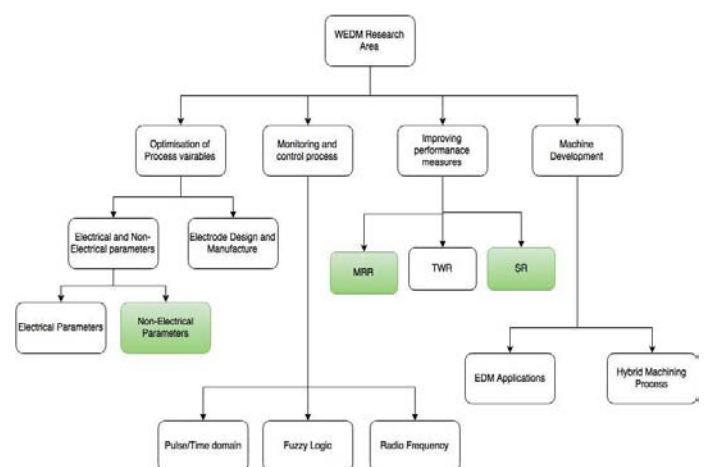 WEDM Research
Area
Optimisation of
Process vairables
Monitoring and
control process
Improving
performanace
measures
Machine
Development
Electrical and Non-
Electrical parameters
Electrode Design and
Manufacture
MRR
TWR
SR
Electrical Parameters
Non-Electrical
Parameters
EDM Applications
Hybrid Machining
Process
Pulse/Time domain
Fuzzy Logic
Radio Frequency